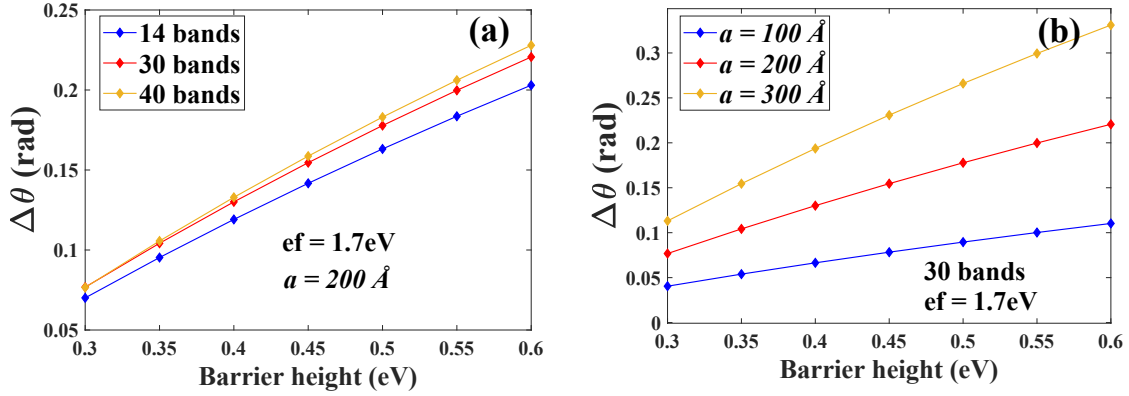 (a)
14 bands
30 bands
40 bands
0.25
0.2
0.15
0.1
0.05
Δθ (rad)
ef = 1.7eV
a = 200 Å
0.3 0.35 0.4 0.45 0.5 0.55 0.6
Barrier height (eV)
(b)
a = 100 Å
a = 200 Å
a = 300 Å
0.3
0.25
0.2
0.15
0.1
0.05
0
Δθ (rad)
30 bands
ef = 1.7eV
0.3 0.35 0.4 0.45 0.5 0.55 0.6
Barrier height (eV)